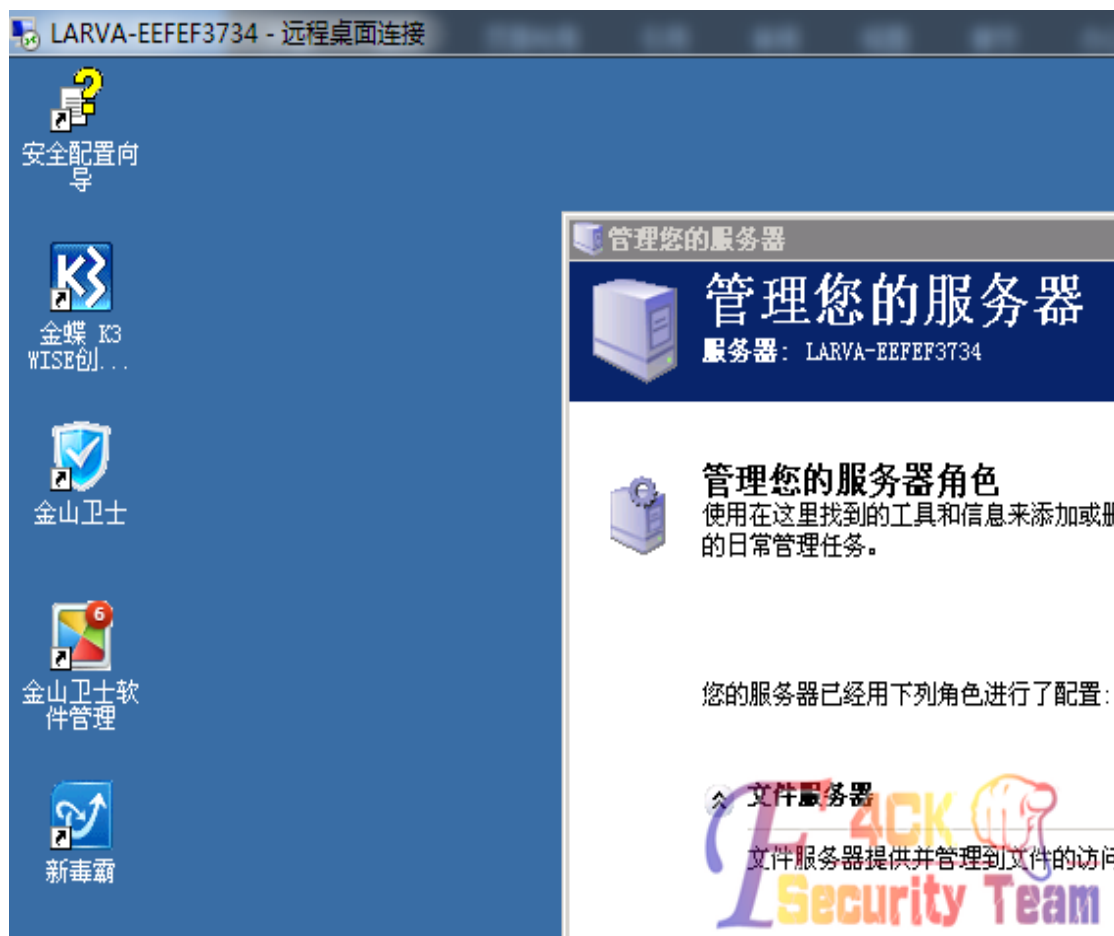 LARVA-EEFEF3734 - 远程桌面连接
安全配置向
导
金蝶 K3
WISE创...
金山卫士
6
金山卫士软
件管理
新毒霸
管理您的服务器
管理您的服务器
服务器： LARVA-EEFEF3734
管理您的服务器角色
使用在这里找到的工具和信息来添加或删
的日常管理任务。
您的服务器已经用下列角色进行了配置:
文件服务器
文件服务器提供并管理到文件的访问
F4CK
Security Team